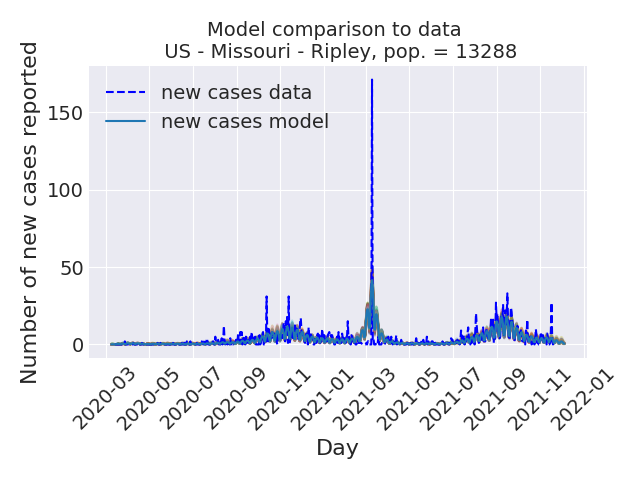 Model comparison to data
US - Missouri - Ripley, pop. = 13288
Number of new cases reported
150
100
50
0
new cases data
new cases model
2020-03
2020-05
2020-07
2020-09
2020-11
2021-01
2021-03
2021-05
2021-07
2021-09
2021-11
2022-01
Day